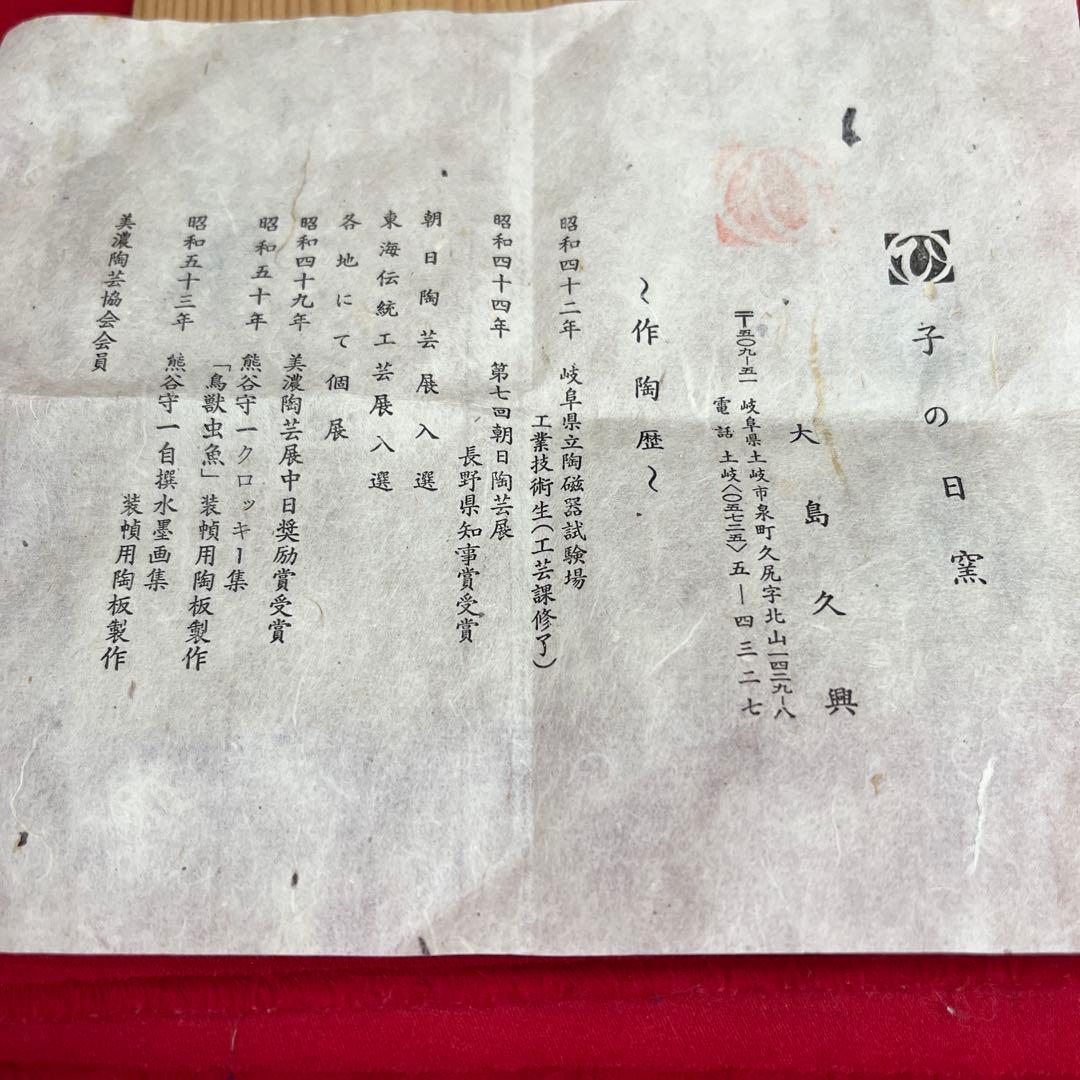 子の日窯
大島久興
〒五〇九-五一 岐阜県土岐市泉町久尻字北山一四二九-八
電話 土岐〈〇五七二五〉五-四三二七
～作陶歴～
昭和四十二年 岐阜県立陶磁器試験場
工業技術生(工芸課修了)
昭和四十四年 第七回朝日陶芸展
長野県知事賞受賞
朝日陶芸展入選
東海伝統工芸展入選
各地にて個展
昭和四十九年 美濃陶芸展中日奨励賞受賞
昭和五十年 熊谷守一クロッキー集
「鳥獣虫魚」装幀用陶板製作
昭和五十三年 熊谷守一自撰水墨画集
装幀用陶板製作
美濃陶芸協会会員